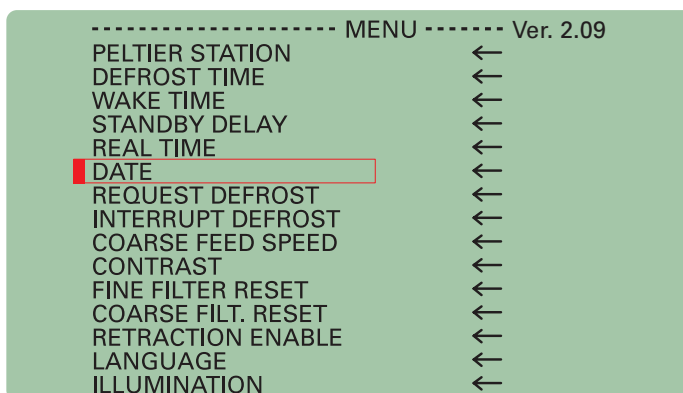 --------------------- MENU ------- Ver. 2.09
PELTIER STATION ←
DEFROST TIME ←
WAKE TIME ←
STANDBY DELAY ←
REAL TIME ←
DATE ←
REQUEST DEFROST ←
INTERRUPT DEFROST ←
COARSE FEED SPEED ←
CONTRAST ←
FINE FILTER RESET ←
COARSE FILT. RESET ←
RETRACTION ENABLE ←
LANGUAGE ←
ILLUMINATION ←